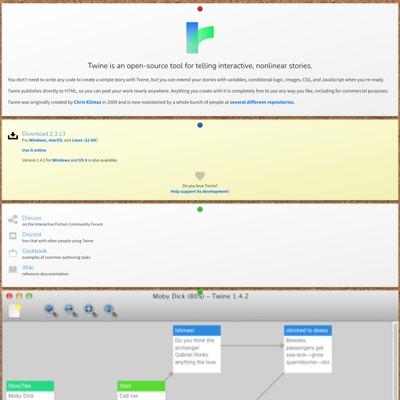 Twine is an open-source tool for telling interactive, nonlinear stories.
You don't need to write any code to create a simple story with Twine, but you can extend your stories with variables, conditional logic, images, CSS, and JavaScript when you're ready.
Twine publishes directly to HTML, so you can post your work nearly anywhere. Anything you create with it is completely free to use any way you like, including for commercial purposes.
Twine was originally created by Chris Klimas in 2009 and is now maintained by a whole bunch of people at several different repositories.
Download 2.3.13
For Windows, macOS, and Linux (32-bit)
Use it online
Version 1.4.2 for Windows and OS X is also available.
Do you love Twine?
Help support its development!
Discuss
on the Interactive Fiction Community Forum
Discord
live chat with other people using Twine
Cookbook
examples of common authoring tasks
Wiki
reference documentation
Moby Dick (80%) – Twine 1.4.2
Ishmael
Do you think the
archangel
Gabriel thinks
anything the less
clinched to deeps
Besides,
passengers get
sea-sick—grow
quarrelsome—don
StoryTitle
Moby Dick
Start
Call me